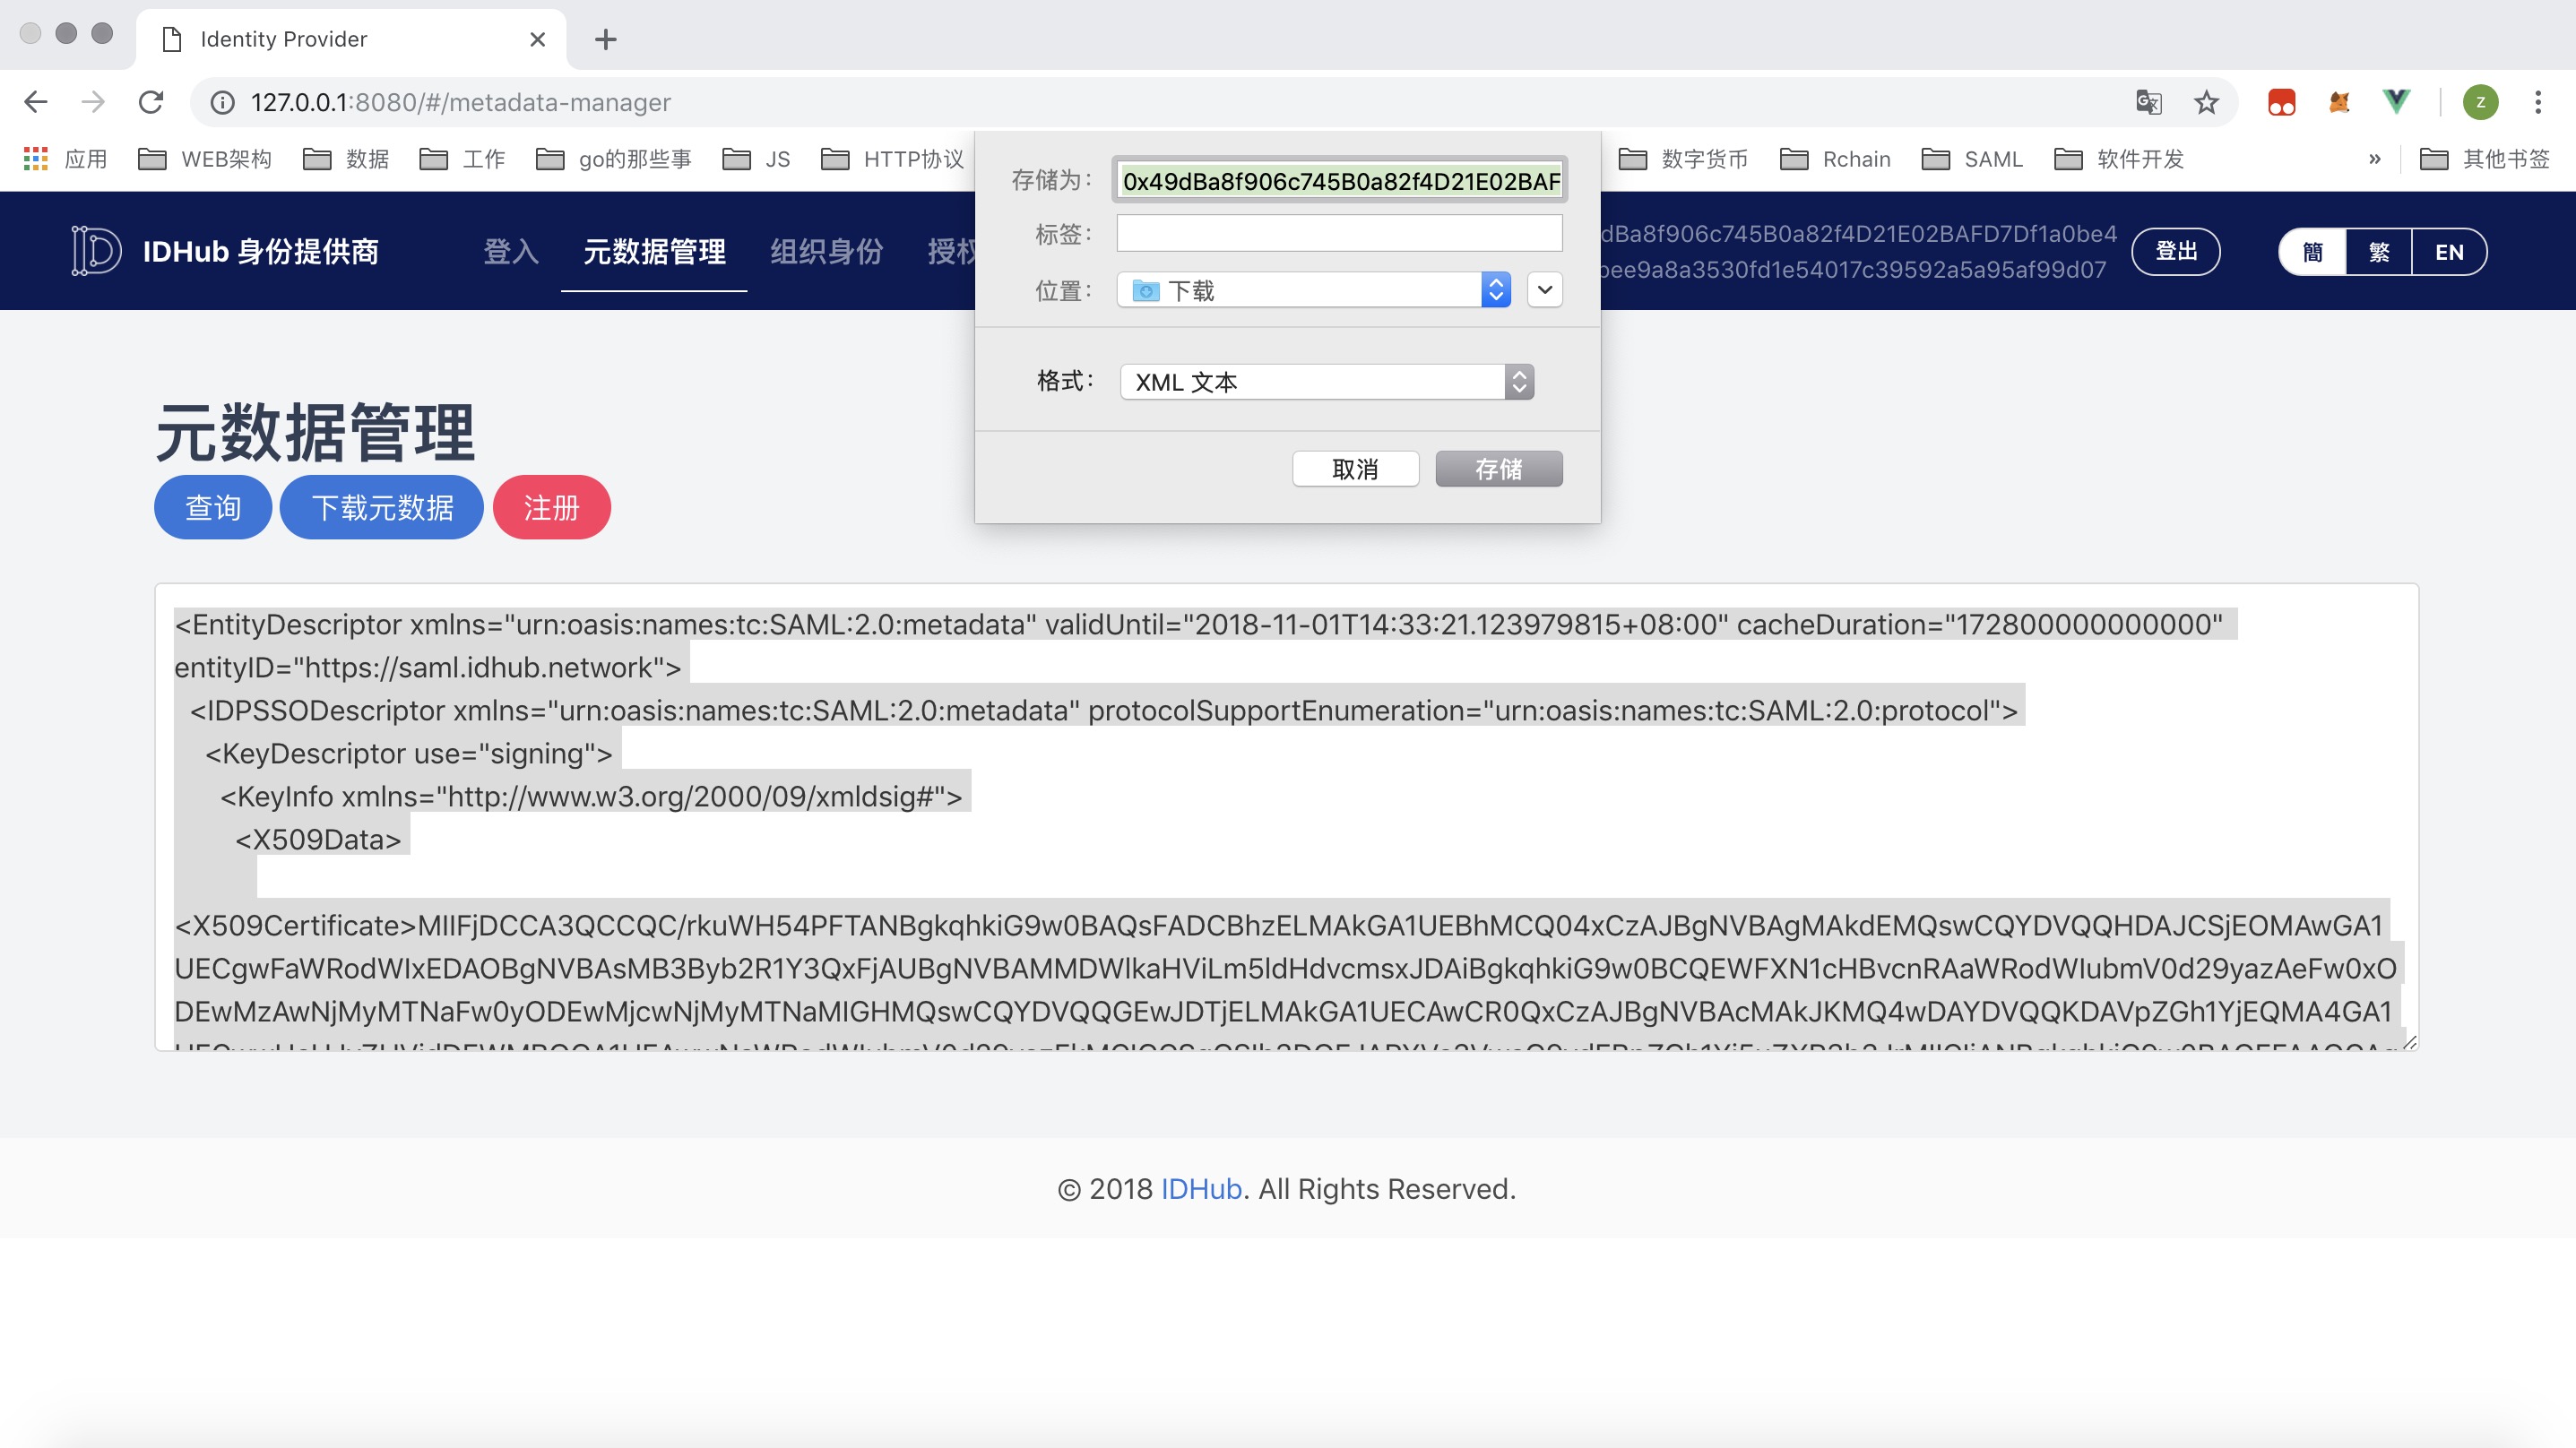 Identity Provider
127.0.0.1:8080/#/metadata-manager
应用 WEB架构 数据 工作 go的那些事 JS HTTP协议 数字货币 Rchain SAML 软件开发 » 其他书签
存储为: 0x49dBa8f906c745B0a82f4D21E02BAF
标签:
位置: 下载
格式: XML 文本
取消 存储
IDHub 身份提供商 登入 元数据管理 组织身份 授权
dBa8f906c745B0a82f4D21E02BAFD7Df1a0be4
bee9a8a3530fd1e54017c39592a5a95af99d07
登出 簡 繁 EN
元数据管理
查询 下载元数据 注册
<EntityDescriptor xmlns="urn:oasis:names:tc:SAML:2.0:metadata" validUntil="2018-11-01T14:33:21.123979815+08:00" cacheDuration="172800000000000"
entityID="https://saml.idhub.network">
<IDPSSODescriptor xmlns="urn:oasis:names:tc:SAML:2.0:metadata" protocolSupportEnumeration="urn:oasis:names:tc:SAML:2.0:protocol">
<KeyDescriptor use="signing">
<KeyInfo xmlns="http://www.w3.org/2000/09/xmldsig#">
<X509Data>
<X509Certificate>MIIFjDCCA3QCCQC/rkuWH54PFTANBgkqhkiG9w0BAQsFADCBhzELMAkGA1UEBhMCQ04xCzAJBgNVBAgMAkdEMQswCQYDVQQHDAJCSjEOMAwGA1
UECgwFaWRodWIxEDAOBgNVBAsMB3Byb2R1Y3QxFjAUBgNVBAMMDWlkaHViLm5ldHdvcmsxJDAiBgkqhkiG9w0BCQEWFXN1cHBvcnRAaWRodWIubmV0d29yazAeFw0xO
DEwMzAwNjMyMTNaFw0yODEwMjcwNjMyMTNaMIGHMQswCQYDVQQGEwJDTjELMAkGA1UECAwCR0QxCzAJBgNVBAcMAkJKMQ4wDAYDVQQKDAVpZGh1YjEQMA4GA1
© 2018 IDHub. All Rights Reserved.